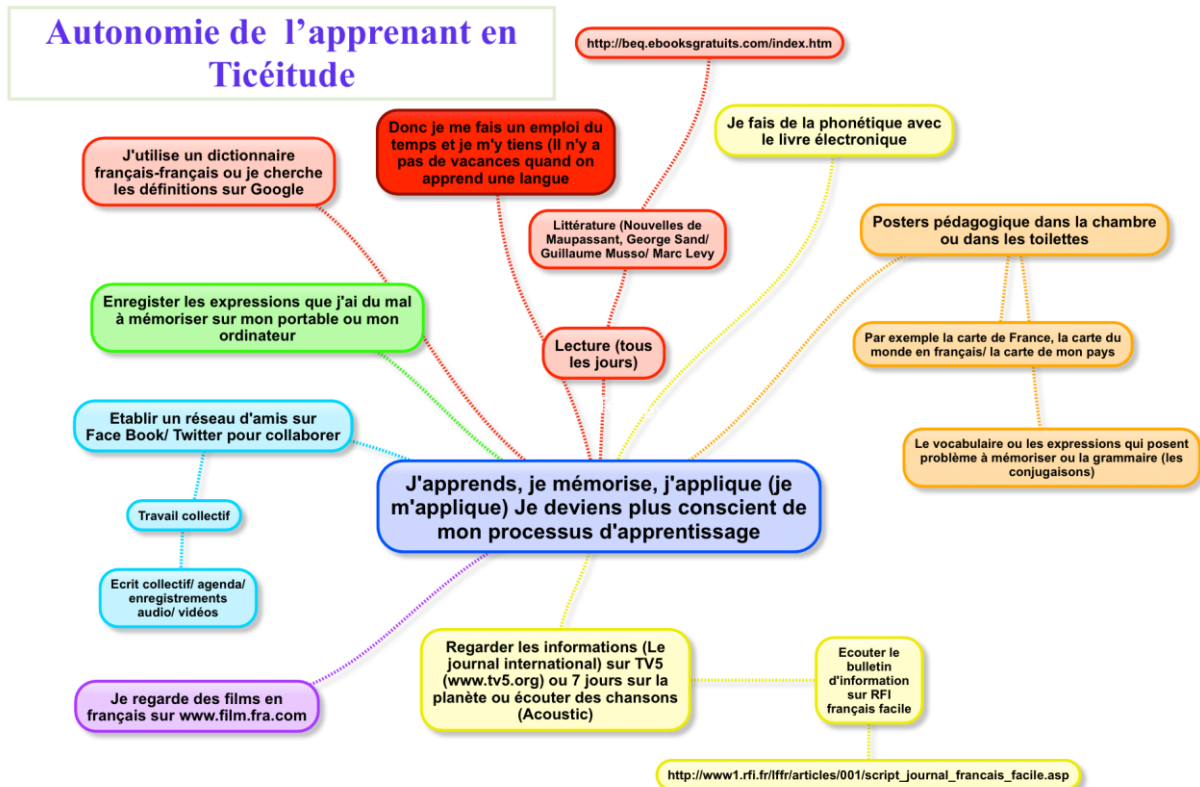 Autonomie de l’apprenant en
Ticéitude
http://beq.ebooksgratuits.com/index.htm
Donc je me fais un emploi du
temps et je m'y tiens (Il n'y a
pas de vacances quand on
apprend une langue
Je fais de la phonétique avec
le livre électronique
J'utilise un dictionnaire
français-français ou je cherche
les définitions sur Google
Littérature (Nouvelles de
Maupassant, George Sand/
Guillaume Musso/ Marc Levy
Posters pédagogique dans la chambre
ou dans les toilettes
Enregister les expressions que j'ai du mal
à mémoriser sur mon portable ou mon
ordinateur
Lecture (tous
les jours)
Par exemple la carte de France, la carte du
monde en français/ la carte de mon pays
Etablir un réseau d'amis sur
Face Book/ Twitter pour collaborer
Le vocabulaire ou les expressions qui posent
problème à mémoriser ou la grammaire (les
conjugaisons)
J'apprends, je mémorise, j'applique (je
m'applique) Je deviens plus conscient de
mon processus d'apprentissage
Travail collectif
Ecrit collectif/ agenda/
enregistrements
audio/ vidéos
Regarder les informations (Le
journal international) sur TV5
(www.tv5.org) ou 7 jours sur la
planète ou écouter des chansons
(Acoustic)
Ecouter le
bulletin
d'information
sur RFI
français facile
Je regarde des films en
français sur www.film.fra.com
http://www1.rfi.fr/lffr/articles/001/script_journal_francais_facile.asp